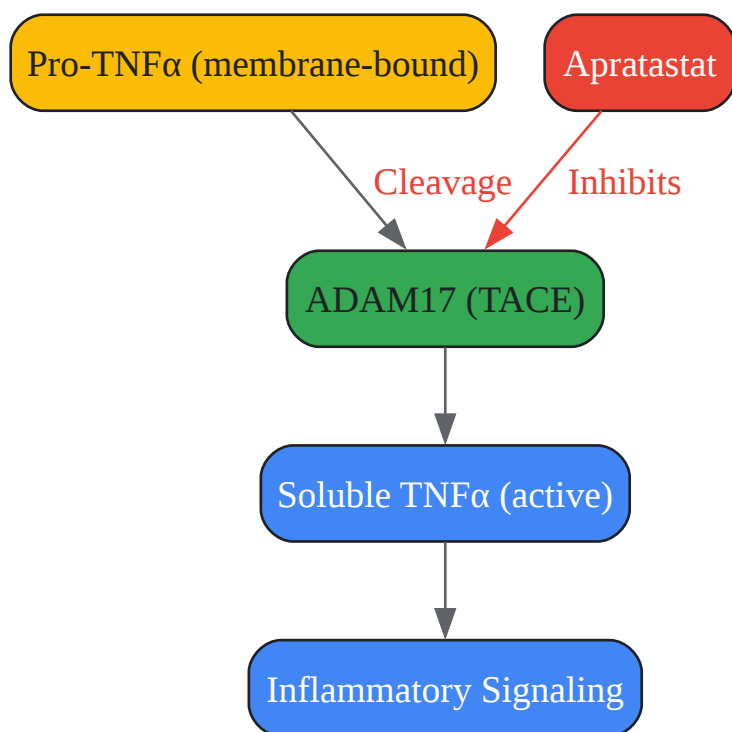 Pro-TNFα (membrane-bound)
Apratastat
Cleavage
Inhibits
ADAM17 (TACE)
Soluble TNFα (active)
Inflammatory Signaling